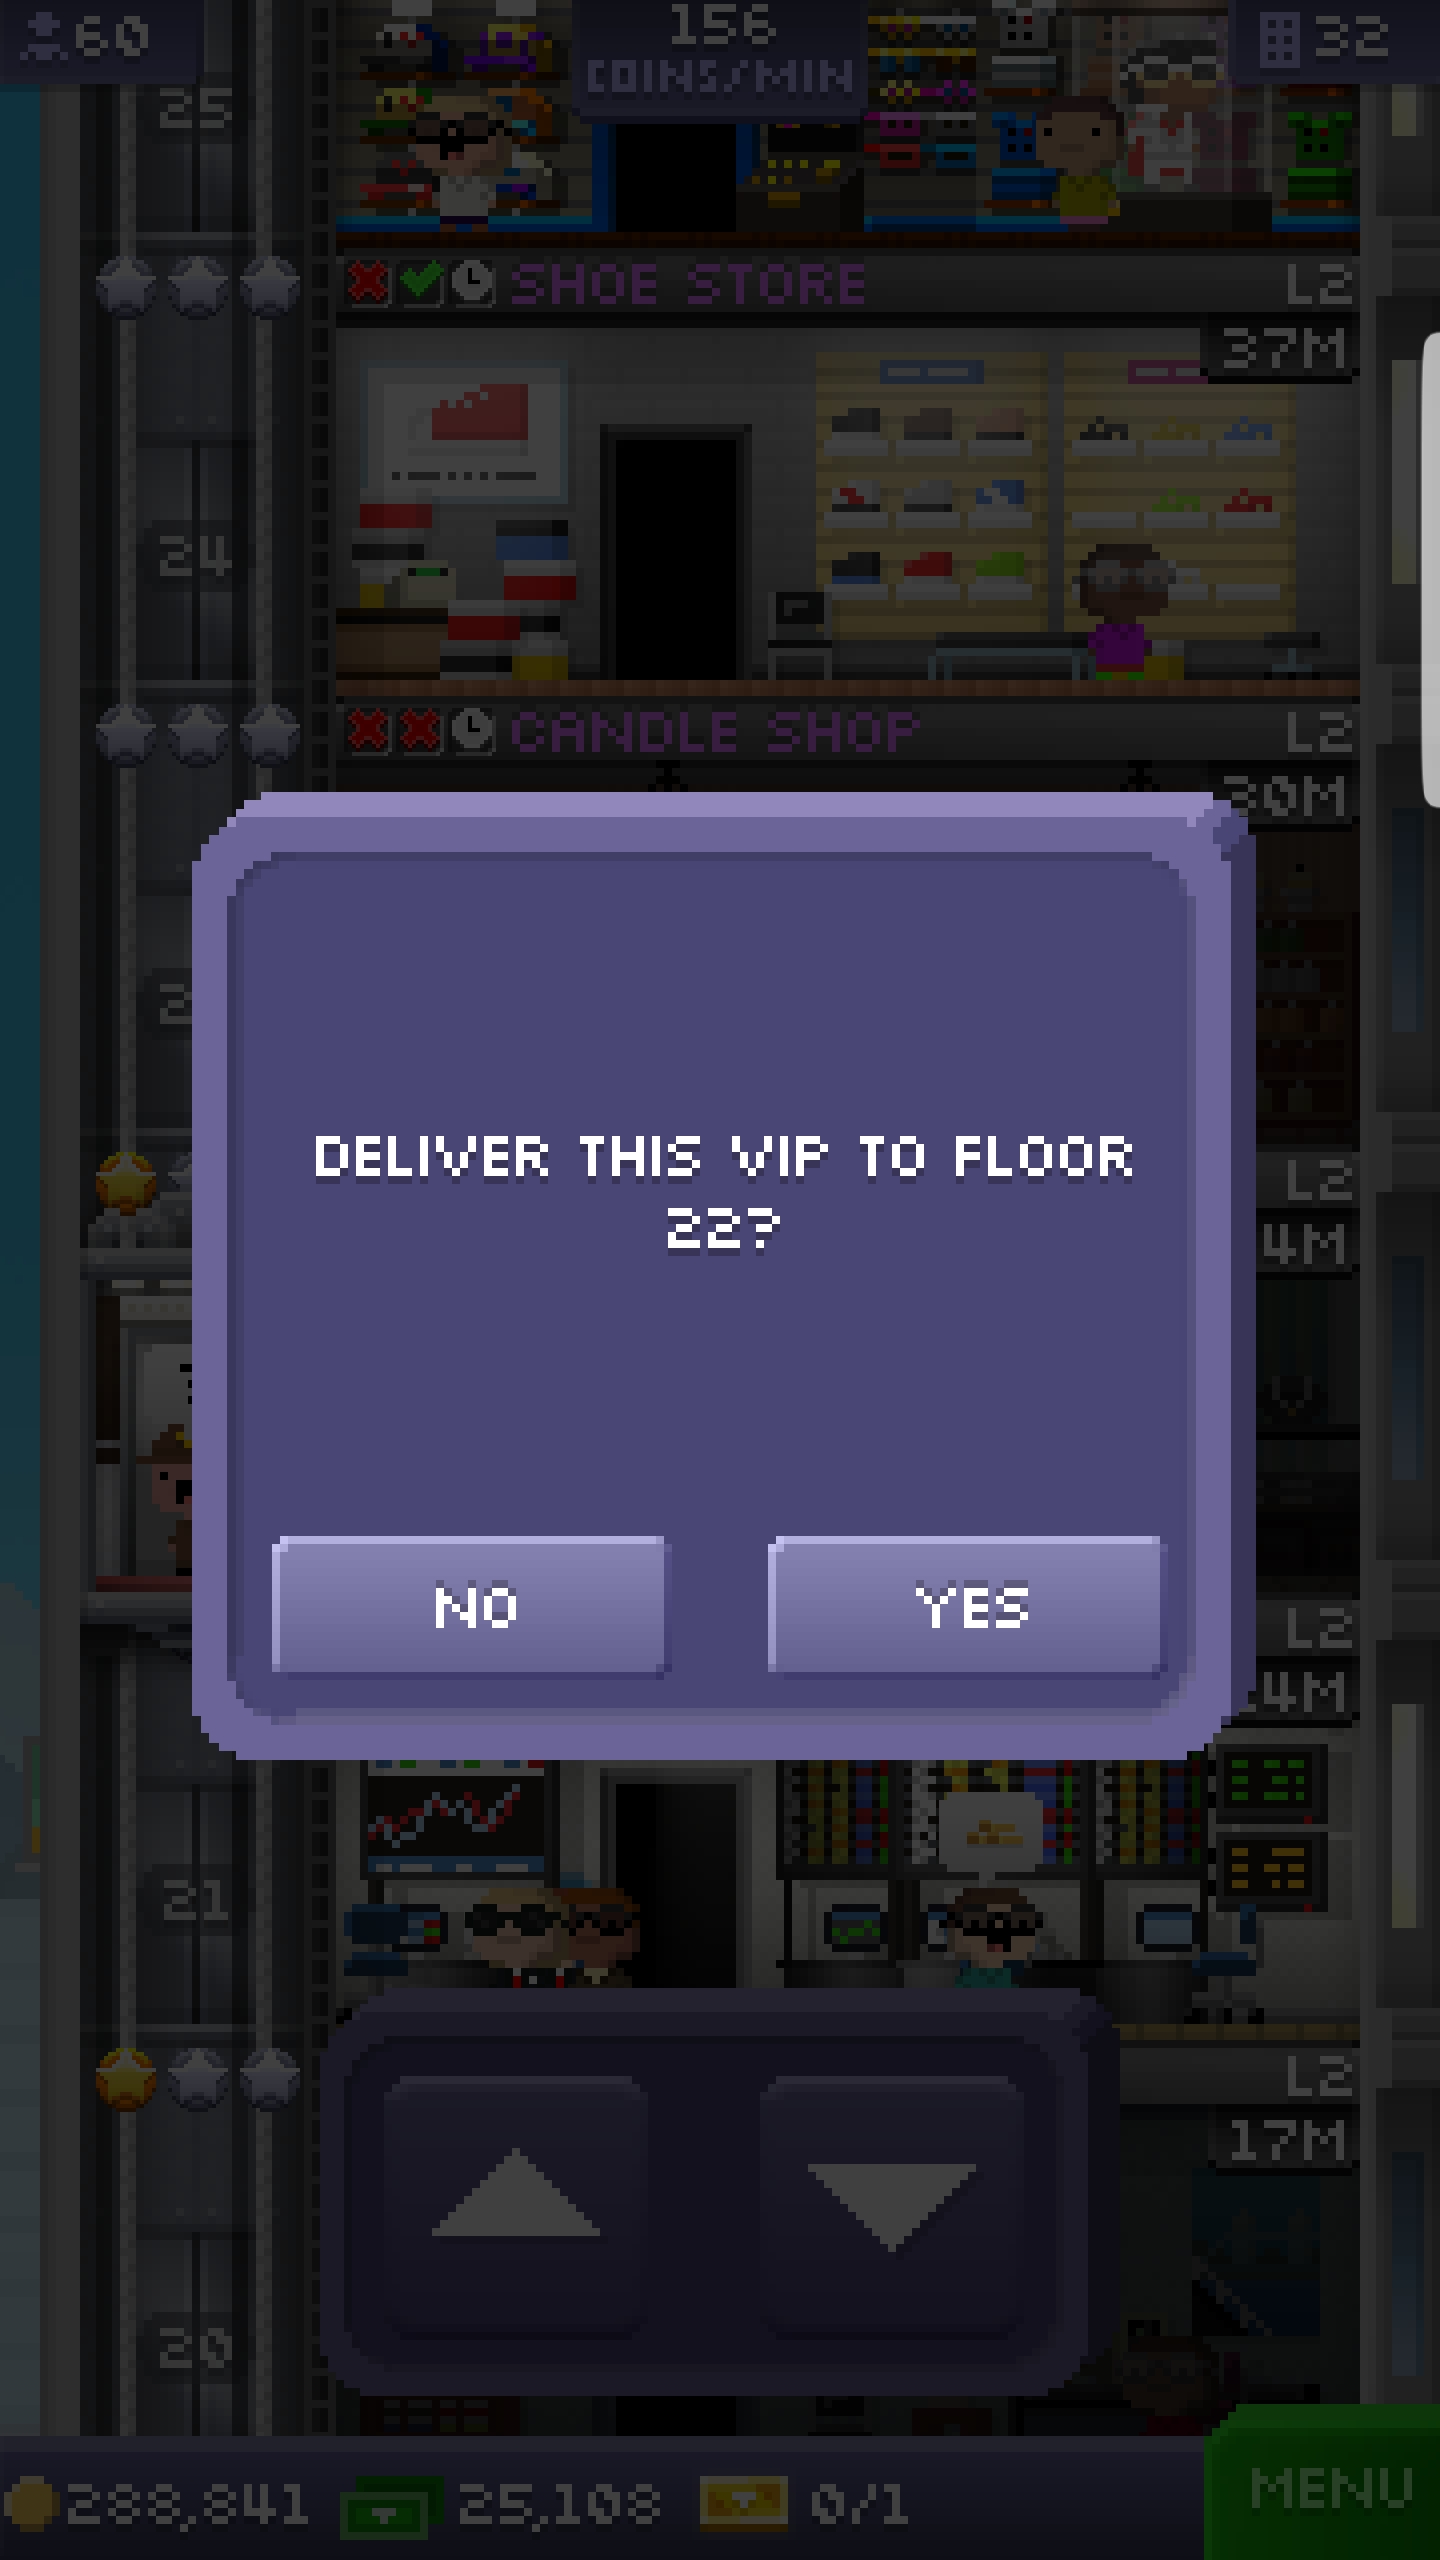 60
156
COINS/MIN
32
25
SHOE STORE
L2
37M
24
CANDLE SHOP
L2
30M
L2
4M
DELIVER THIS VIP TO FLOOR
22?
NO
YES
L2
4M
21
L2
17M
20
288,841
25,108
0/1
MENU